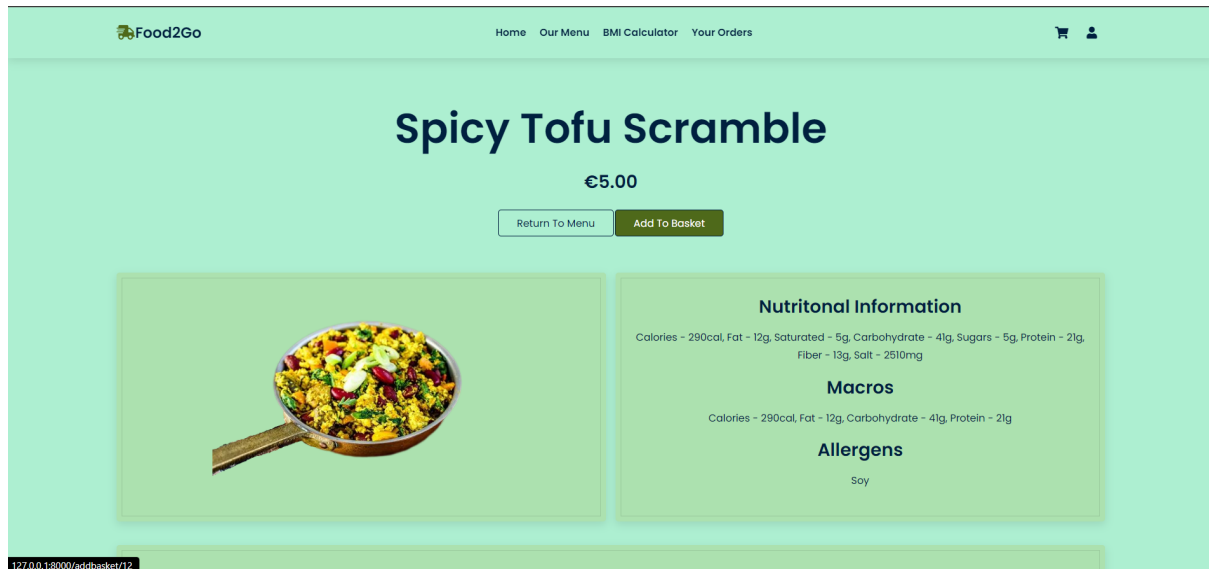 Food2Go
Home Our Menu BMI Calculator Your Orders
Spicy Tofu Scramble
€5.00
Return To Menu Add To Basket
Nutritonal Information
Calories - 290cal, Fat - 12g, Saturated - 5g, Carbohydrate - 41g, Sugars - 5g, Protein - 21g,
Fiber - 13g, Salt - 2510mg
Macros
Calories - 290cal, Fat - 12g, Carbohydrate - 41g, Protein - 21g
Allergens
Soy
127.0.0.1:8000/addbasket/12